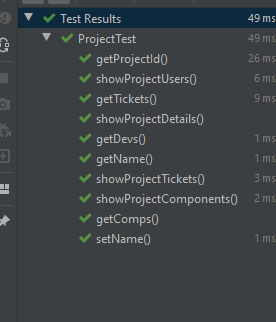 Test Results 49 ms
ProjectTest 49 ms
getProjectId() 26 ms
showProjectUsers() 6 ms
getTickets() 9 ms
showProjectDetails()
getDevs() 1 ms
getName() 1 ms
showProjectTickets() 3 ms
showProjectComponents() 2 ms
getComps()
setName() 1 ms